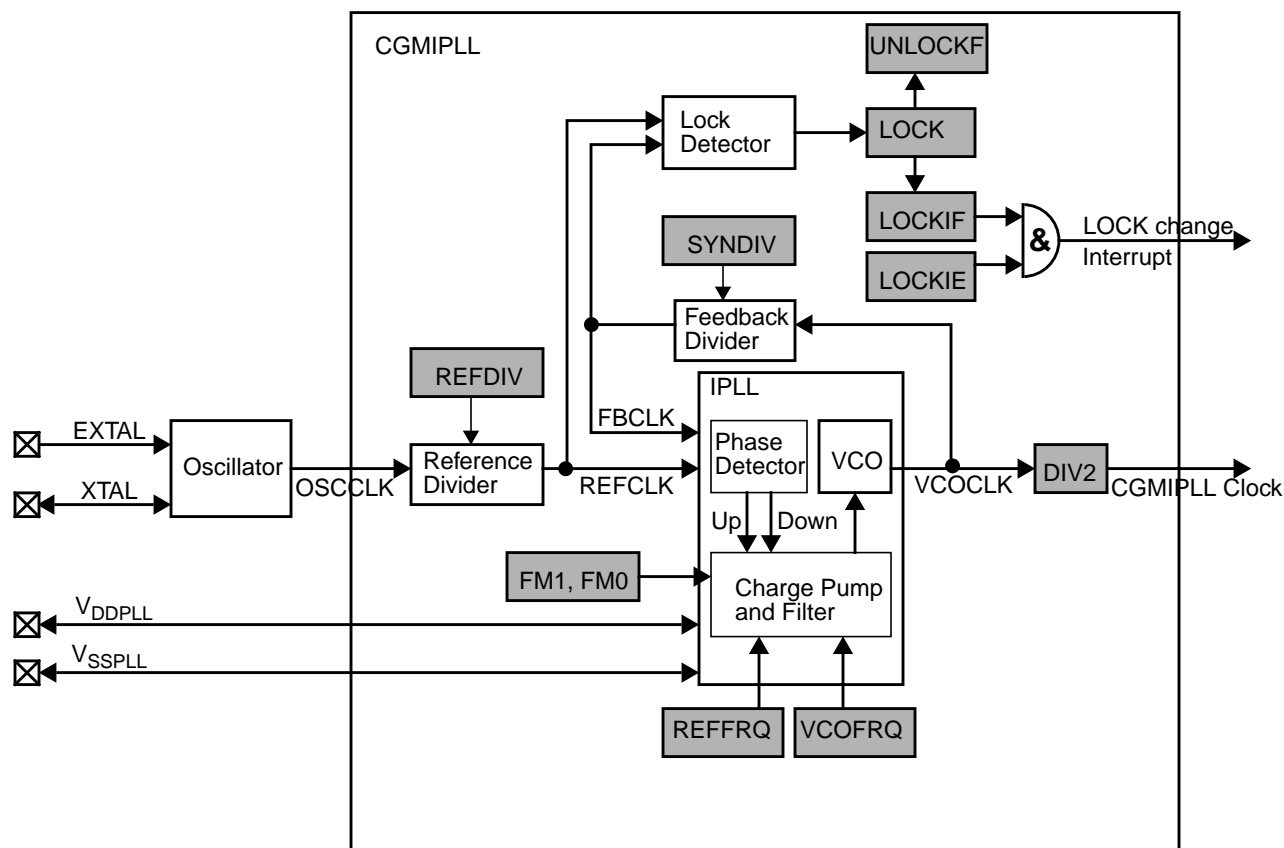 CGMIPLL
UNLOCKF
Lock
Detector
LOCK
LOCKIF
&
LOCK change
Interrupt
LOCKIE
SYNDIV
Feedback
Divider
REFDIV
IPLL
EXTAL
XTAL
Oscillator
OSCCLK
Reference
Divider
FBCLK
REFCLK
Phase
Detector
VCO
VCOCLK
DIV2
CGMIPLL Clock
Up
Down
FM1, FM0
Charge Pump
and Filter
VDDPLL
VSSPLL
REFFRQ
VCOFRQ